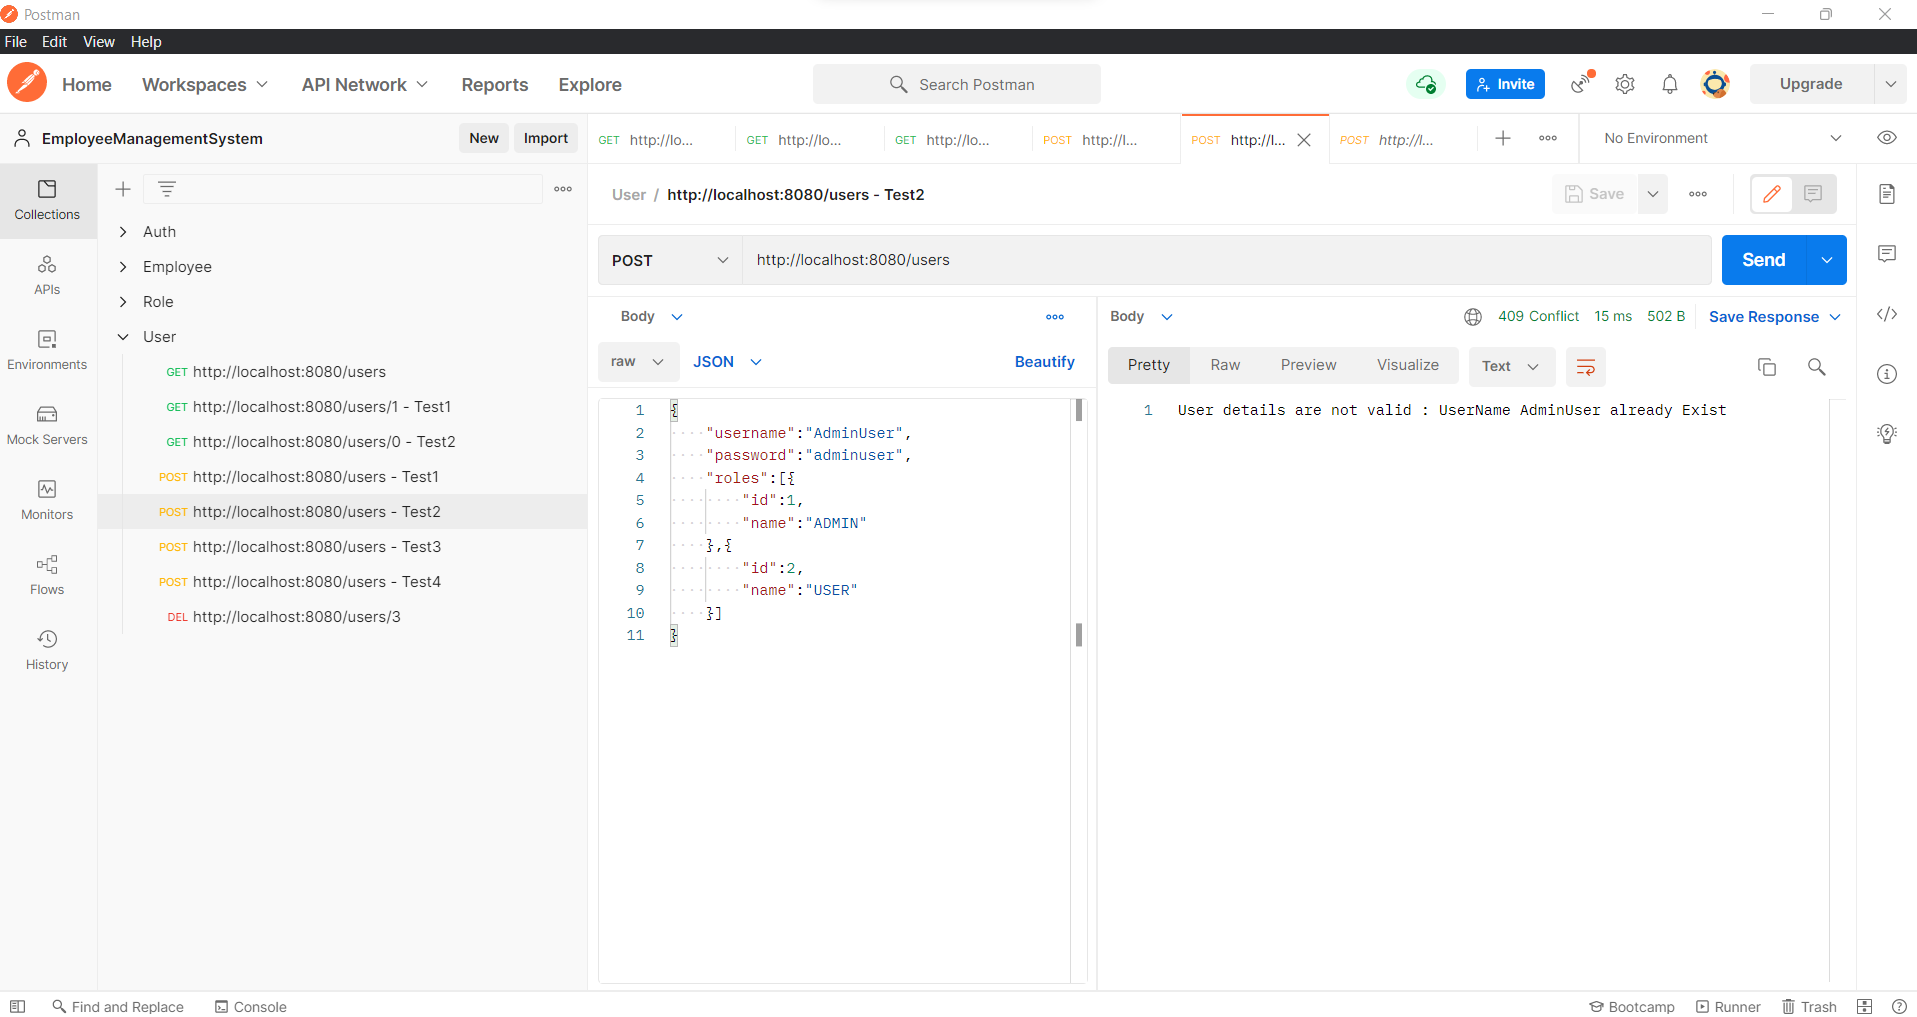 Postman
File Edit View Help
Home Workspaces API Network Reports Explore Search Postman Invite Upgrade
EmployeeManagementSystem New Import
GET http://lo... GET http://lo... GET http://lo... POST http://l... POST http://l... POST http://l... No Environment
Collections
APIs
Environments
Mock Servers
Monitors
Flows
History
Auth
Employee
Role
User
GET http://localhost:8080/users
GET http://localhost:8080/users/1 - Test1
GET http://localhost:8080/users/0 - Test2
POST http://localhost:8080/users - Test1
POST http://localhost:8080/users - Test2
POST http://localhost:8080/users - Test3
POST http://localhost:8080/users - Test4
DEL http://localhost:8080/users/3
User / http://localhost:8080/users - Test2 Save
POST http://localhost:8080/users Send
Body
raw JSON Beautify
1 {
2 "username":"AdminUser",
3 "password":"adminuser",
4 "roles":[{
5 "id":1,
6 "name":"ADMIN"
7 },{
8 "id":2,
9 "name":"USER"
10 }]
11 }
Body 409 Conflict 15 ms 502 B Save Response
Pretty Raw Preview Visualize Text
1 User details are not valid : UserName AdminUser already Exist
Find and Replace Console Bootcamp Runner Trash